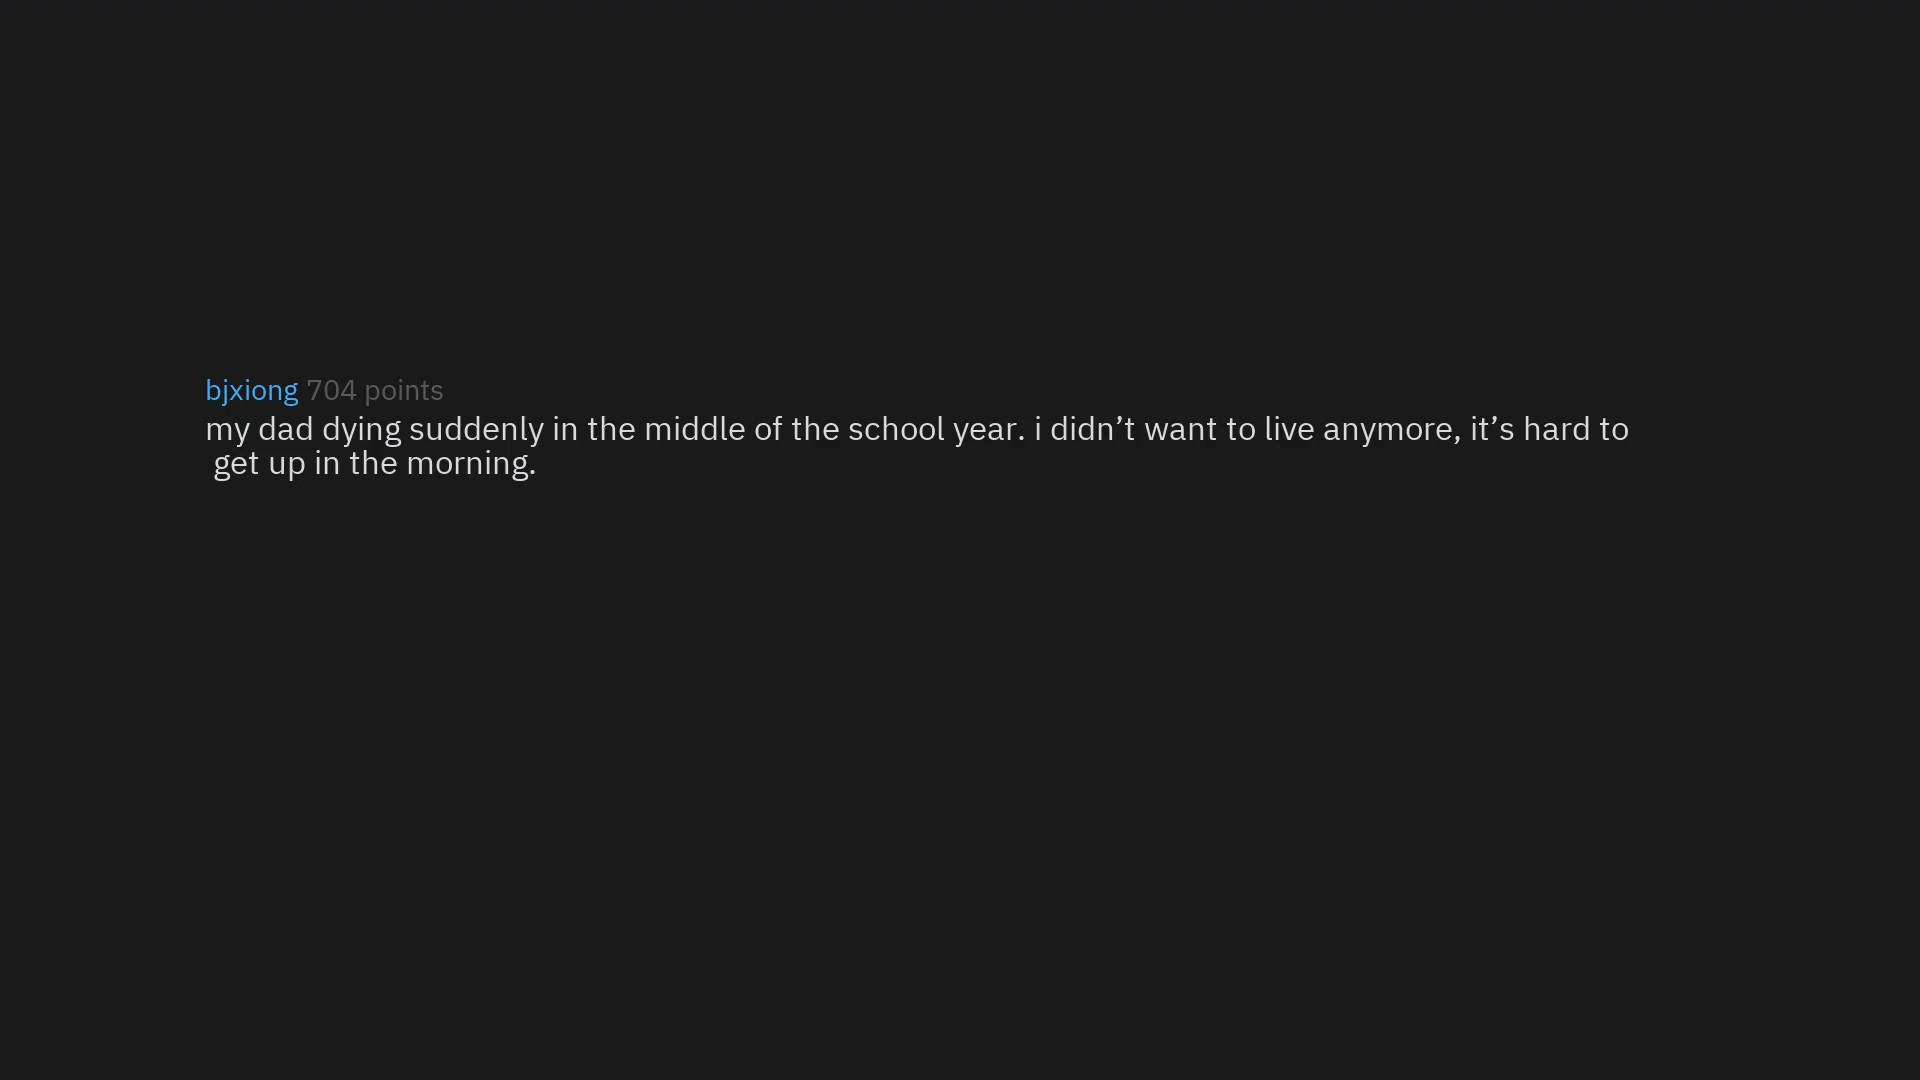 bjxiong 704 points
my dad dying suddenly in the middle of the school year. i didn’t want to live anymore, it’s hard to
get up in the morning.